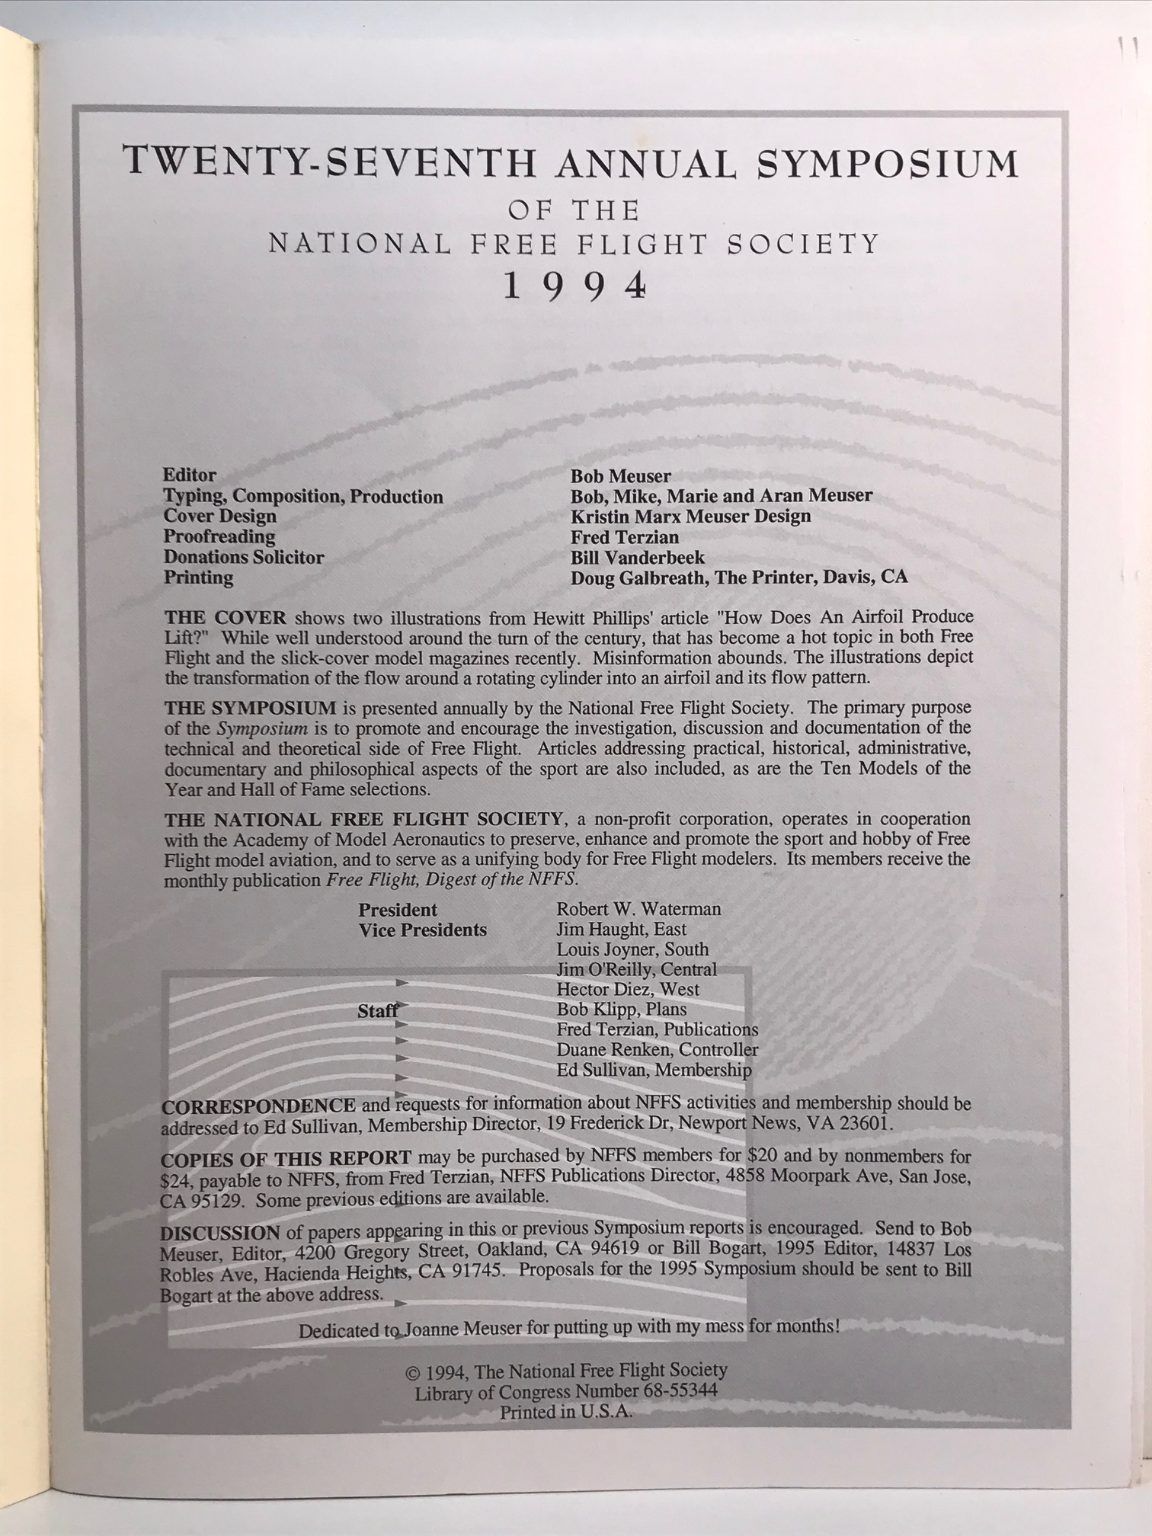 TWENTY-SEVENTH ANNUAL SYMPOSIUM
OF THE
NATIONAL FREE FLIGHT SOCIETY
1994
Editor Bob Meuser
Typing, Composition, Production Bob, Mike, Marie and Aran Meuser
Cover Design Kristin Marx Meuser Design
Proofreading Fred Terzian
Donations Solicitor Bill Vanderbeek
Printing Doug Galbreath, The Printer, Davis, CA
THE COVER shows two illustrations from Hewitt Phillips' article "How Does An Airfoil Produce
Lift?" While well understood around the turn of the century, that has become a hot topic in both Free
Flight and the slick-cover model magazines recently. Misinformation abounds. The illustrations depict
the transformation of the flow around a rotating cylinder into an airfoil and its flow pattern.
THE SYMPOSIUM is presented annually by the National Free Flight Society. The primary purpose
of the Symposium is to promote and encourage the investigation, discussion and documentation of the
technical and theoretical side of Free Flight. Articles addressing practical, historical, administrative,
documentary and philosophical aspects of the sport are also included, as are the Ten Models of the
Year and Hall of Fame selections.
THE NATIONAL FREE FLIGHT SOCIETY, a non-profit corporation, operates in cooperation
with the Academy of Model Aeronautics to preserve, enhance and promote the sport and hobby of Free
Flight model aviation, and to serve as a unifying body for Free Flight modelers. Its members receive the
monthly publication Free Flight, Digest of the NFFS.
President Robert W. Waterman
Vice Presidents Jim Haught, East
Louis Joyner, South
Jim O'Reilly, Central
Hector Diez, West
Staff Bob Klipp, Plans
Fred Terzian, Publications
Duane Renken, Controller
Ed Sullivan, Membership
CORRESPONDENCE and requests for information about NFFS activities and membership should be
addressed to Ed Sullivan, Membership Director, 19 Frederick Dr, Newport News, VA 23601.
COPIES OF THIS REPORT may be purchased by NFFS members for $20 and by nonmembers for
$24, payable to NFFS, from Fred Terzian, NFFS Publications Director, 4858 Moorpark Ave, San Jose,
CA 95129. Some previous editions are available.
DISCUSSION of papers appearing in this or previous Symposium reports is encouraged. Send to Bob
Meuser, Editor, 4200 Gregory Street, Oakland, CA 94619 or Bill Bogart, 1995 Editor, 14837 Los
Robles Ave, Hacienda Heights, CA 91745. Proposals for the 1995 Symposium should be sent to Bill
Bogart at the above address.
Dedicated to Joanne Meuser for putting up with my mess for months!
© 1994, The National Free Flight Society
Library of Congress Number 68-55344
Printed in U.S.A.